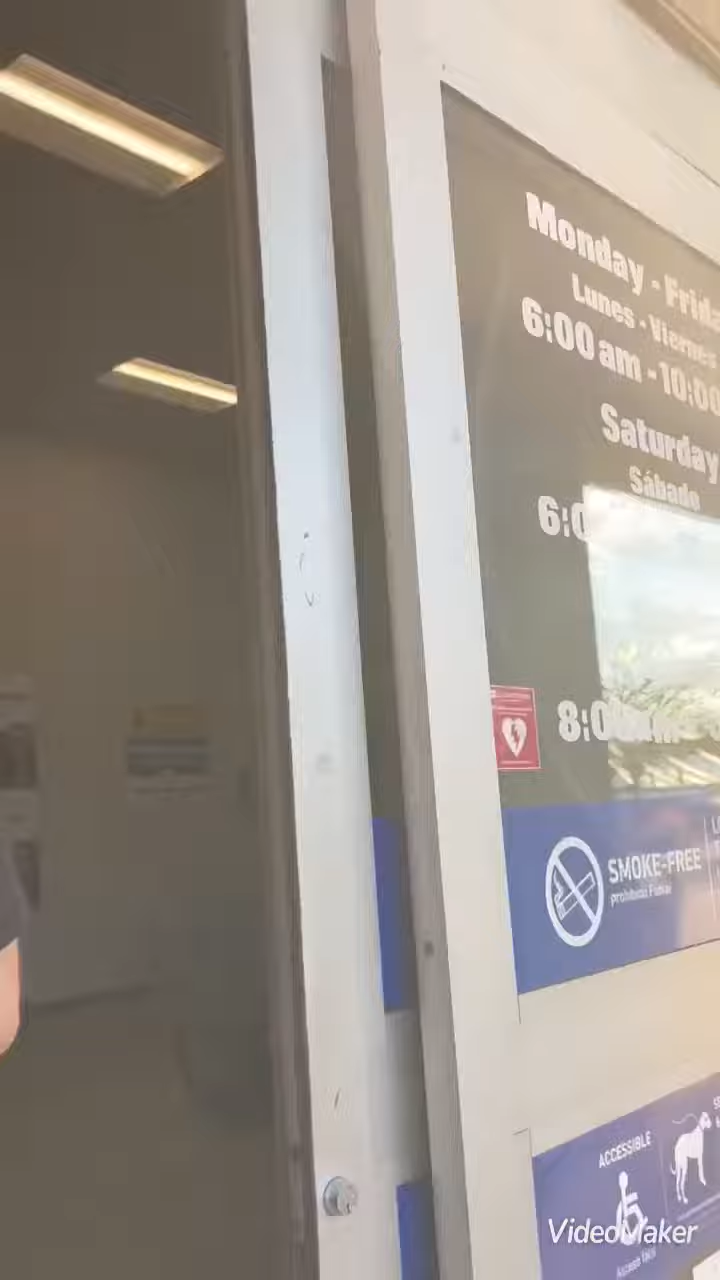 Monday - Frida
Lunes - Viernes
6:00 am - 10:00
Saturday
Sábado
6:0
8:00am
SMOKE-FREE
prohibido Fumar
ACCESSIBLE
VideoMaker